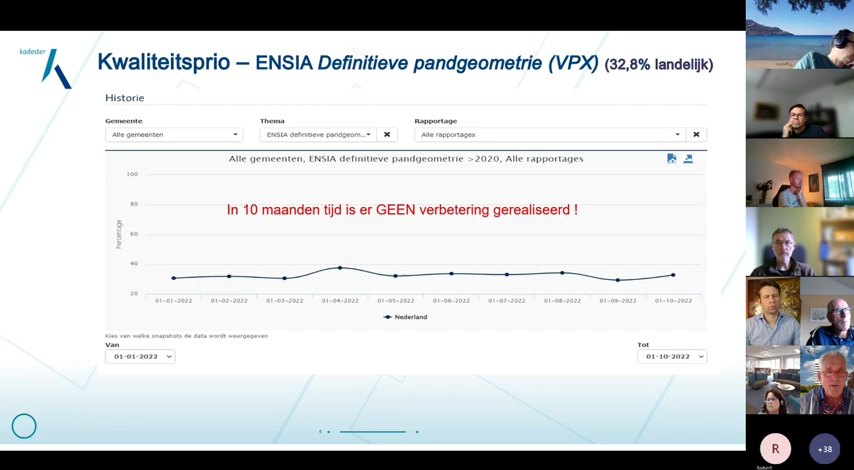 kadaster
Kwaliteitsprio – ENSIA Definitieve pandgeometrie (VPX) (32,8% landelijk)
Historie
Gemeente
Thema
Rapportage
Alle gemeenten
ENSIA definitieve pandgeom...
Alle rapportages
Alle gemeenten, ENSIA definitieve pandgeometrie >2020, Alle rapportages
100
80
60
40
20
Percentage
In 10 maanden tijd is er GEEN verbetering gerealiseerd !
01-01-2022
01-02-2022
01-03-2022
01-04-2022
01-05-2022
01-06-2022
01-07-2022
01-08-2022
01-09-2022
01-10-2022
Nederland
Kies van welke snapshots de data wordt weergegeven
Van
Tot
01-01-2022
01-10-2022
R
+38